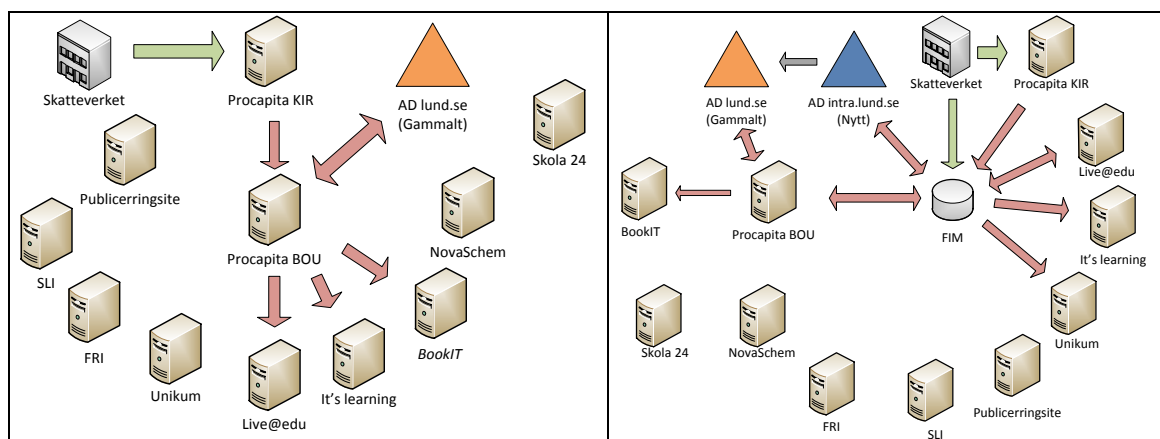 Skatteverket
Procapita KIR
AD lund.se
(Gammalt)
Skola 24
Publicerringsite
SLI
Procapita BOU
NovaSchem
FRI
Unikum
Live@edu
It's learning
BookIT
AD lund.se
(Gammalt)
AD intra.lund.se
(Nytt)
Skatteverket
Procapita KIR
Live@edu
BookIT
Procapita BOU
FIM
It's learning
Unikum
Skola 24
NovaSchem
Publicerringsite
FRI
SLI